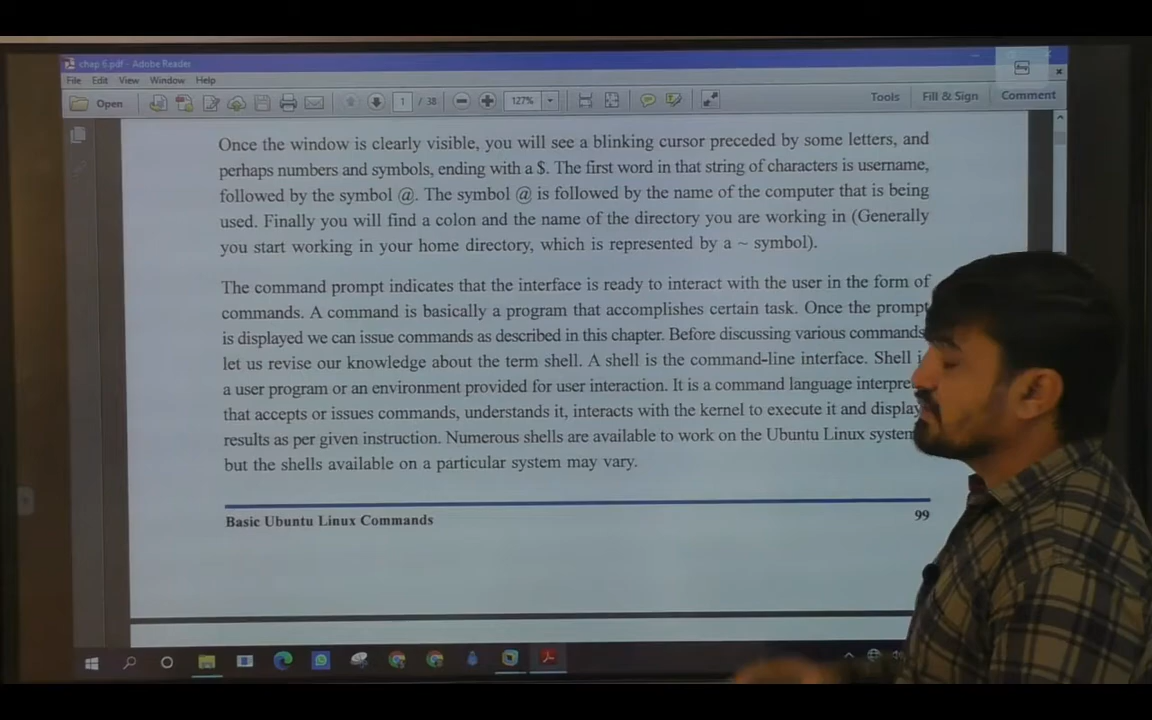 chap 6.pdf - Adobe Reader
File Edit View Window Help
Open 1 / 38 127% Tools Fill & Sign Comment
Once the window is clearly visible, you will see a blinking cursor preceded by some letters, and
perhaps numbers and symbols, ending with a $. The first word in that string of characters is username,
followed by the symbol @. The symbol @ is followed by the name of the computer that is being
used. Finally you will find a colon and the name of the directory you are working in (Generally
you start working in your home directory, which is represented by a ~ symbol).
The command prompt indicates that the interface is ready to interact with the user in the form of
commands. A command is basically a program that accomplishes certain task. Once the prompt
is displayed we can issue commands as described in this chapter. Before discussing various commands
let us revise our knowledge about the term shell. A shell is the command-line interface. Shell
a user program or an environment provided for user interaction. It is a command language
that accepts or issues commands, understands it, interacts with the kernel to execute it and display
results as per given instruction. Numerous shells are available to work on the Ubuntu Linux system
but the shells available on a particular system may vary.
Basic Ubuntu Linux Commands 99